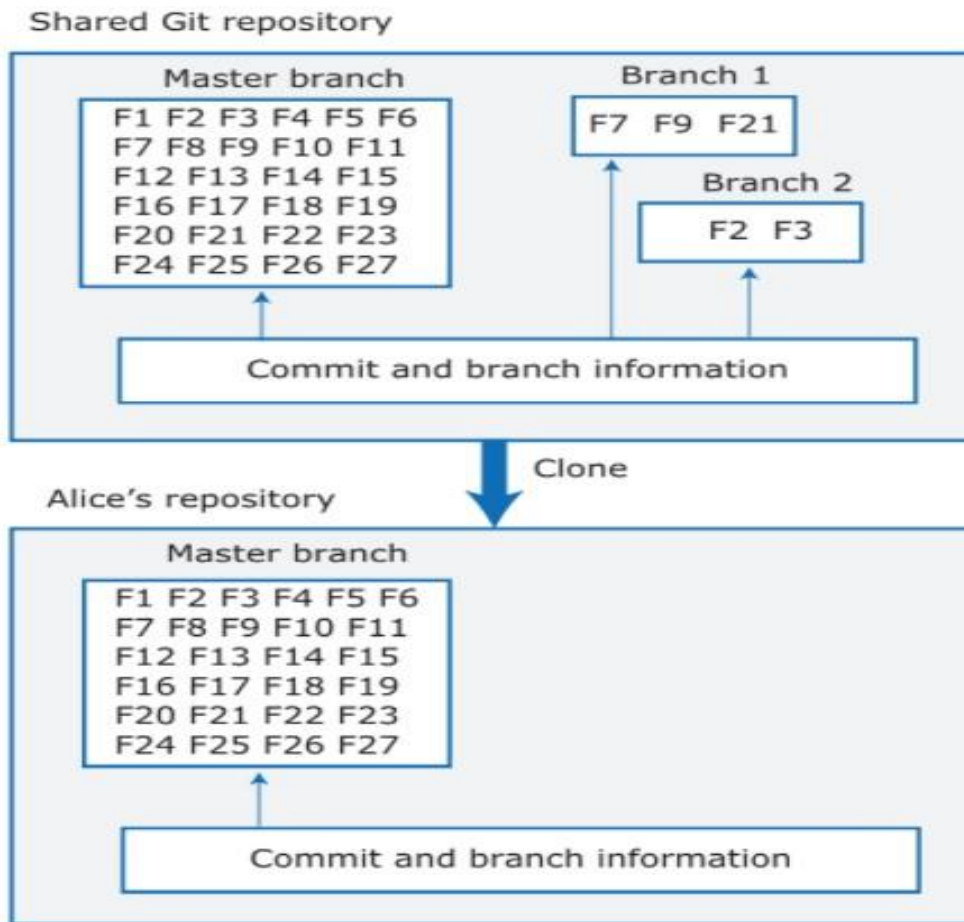 Shared Git repository
Master branch
F1 F2 F3 F4 F5 F6
F7 F8 F9 F10 F11
F12 F13 F14 F15
F16 F17 F18 F19
F20 F21 F22 F23
F24 F25 F26 F27
Branch 1
F7 F9 F21
Branch 2
F2 F3
Commit and branch information
Clone
Alice’s repository
Master branch
F1 F2 F3 F4 F5 F6
F7 F8 F9 F10 F11
F12 F13 F14 F15
F16 F17 F18 F19
F20 F21 F22 F23
F24 F25 F26 F27
Commit and branch information